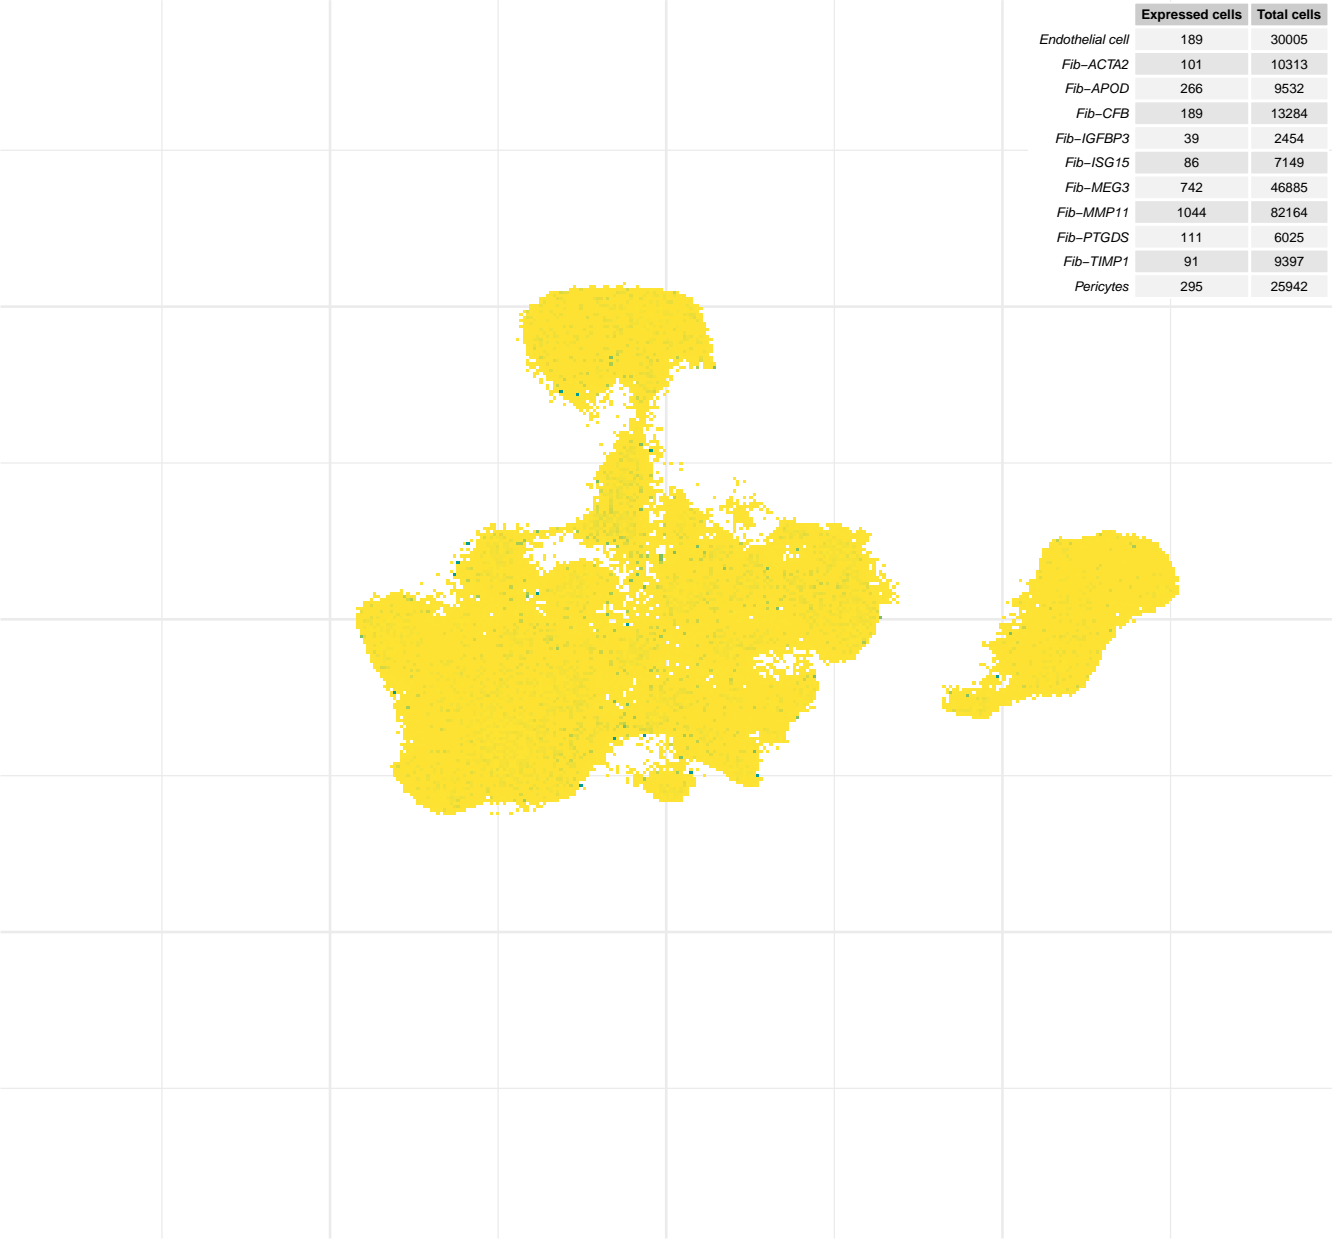 Expressed cells Total cells
Endothelial cell 189 30005
Fib−ACTA2 101 10313
Fib−APOD 266 9532
Fib−CFB 189 13284
Fib−IGFBP3 39 2454
Fib−ISG15 86 7149
Fib−MEG3 742 46885
Fib−MMP11 1044 82164
Fib−PTGDS 111 6025
Fib−TIMP1 91 9397
Pericytes 295 25942